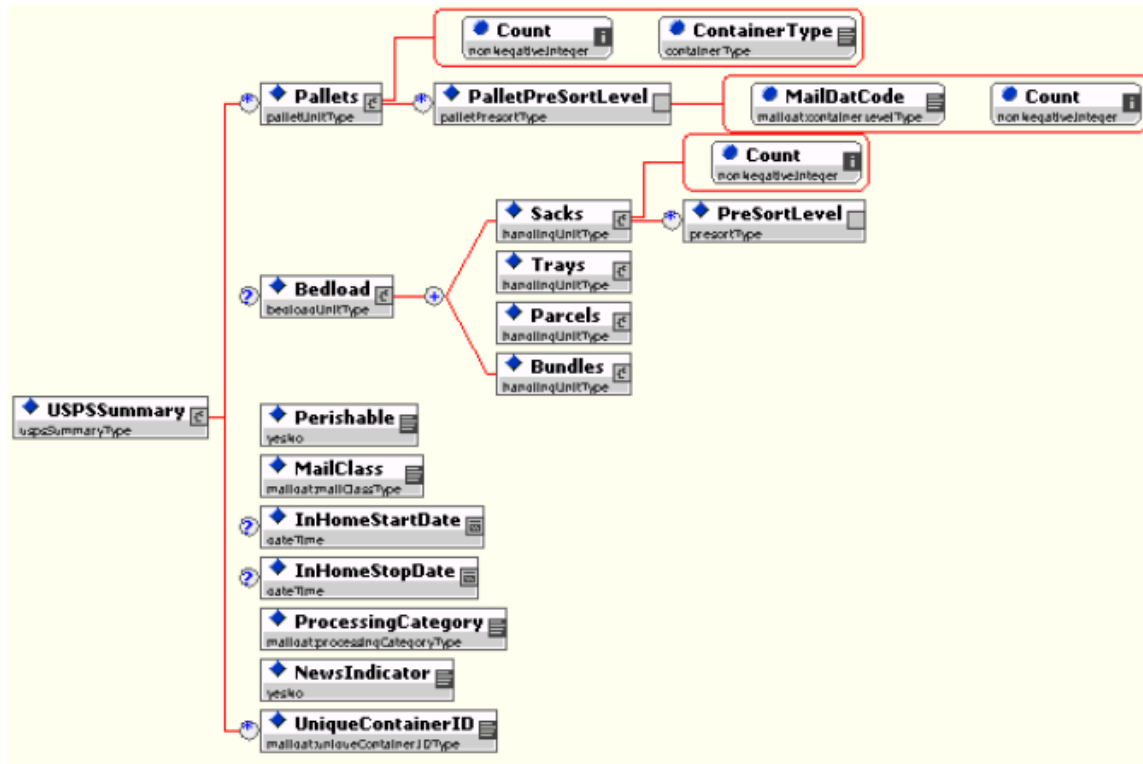 Count
nonNegativeInteger
ContainerType
containerType
Pallets
palletUnitType
PalletPreSortLevel
palletPresortType
MailDatCode
maildat:containerLevelType
Count
nonNegativeInteger
Count
nonNegativeInteger
Sacks
handlingUnitType
PreSortLevel
presortType
Trays
handlingUnitType
Bedload
bedloadUnitType
Parcels
handlingUnitType
Bundles
handlingUnitType
USPSSummary
uspsSummaryType
Perishable
yesNo
MailClass
maildat:mailClassType
InHomeStartDate
dateTime
InHomeStopDate
dateTime
ProcessingCategory
maildat:processingCategoryType
NewsIndicator
yesNo
UniqueContainerID
maildat:uniqueContainerIDType